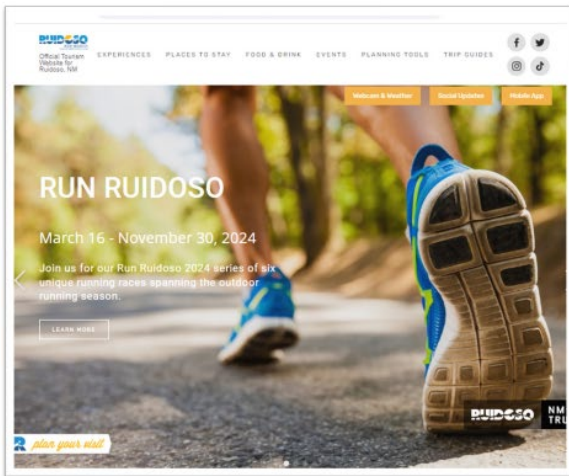 RUIDOSO
Official Tourism
Website for
Ruidoso, NM
EXPERIENCES PLACES TO STAY FOOD & DRINK EVENTS PLANNING TOOLS TRIP GUIDES
Webcam & Weather Social Updates Mobile App
RUN RUIDOSO
March 16 - November 30, 2024
Join us for our Run Ruidoso 2024 series of six
unique running races spanning the outdoor
running season.
LEARN MORE
RUIDOSO NM
TRU
R plan your visit